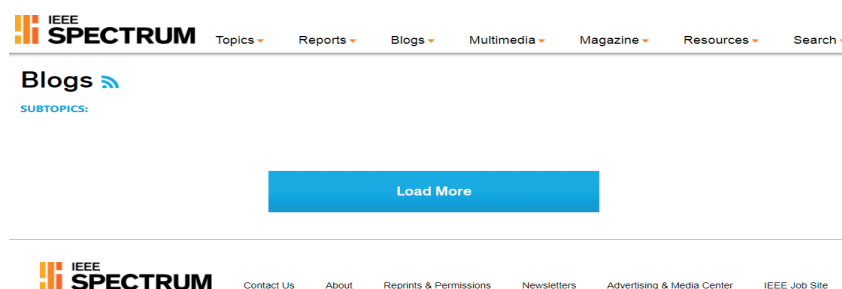 IEEE
SPECTRUM
Topics Reports Blogs Multimedia Magazine Resources Search
Blogs
SUBTOPICS:
Load More
IEEE
SPECTRUM
Contact Us About Reprints & Permissions Newsletters Advertising & Media Center IEEE Job Site